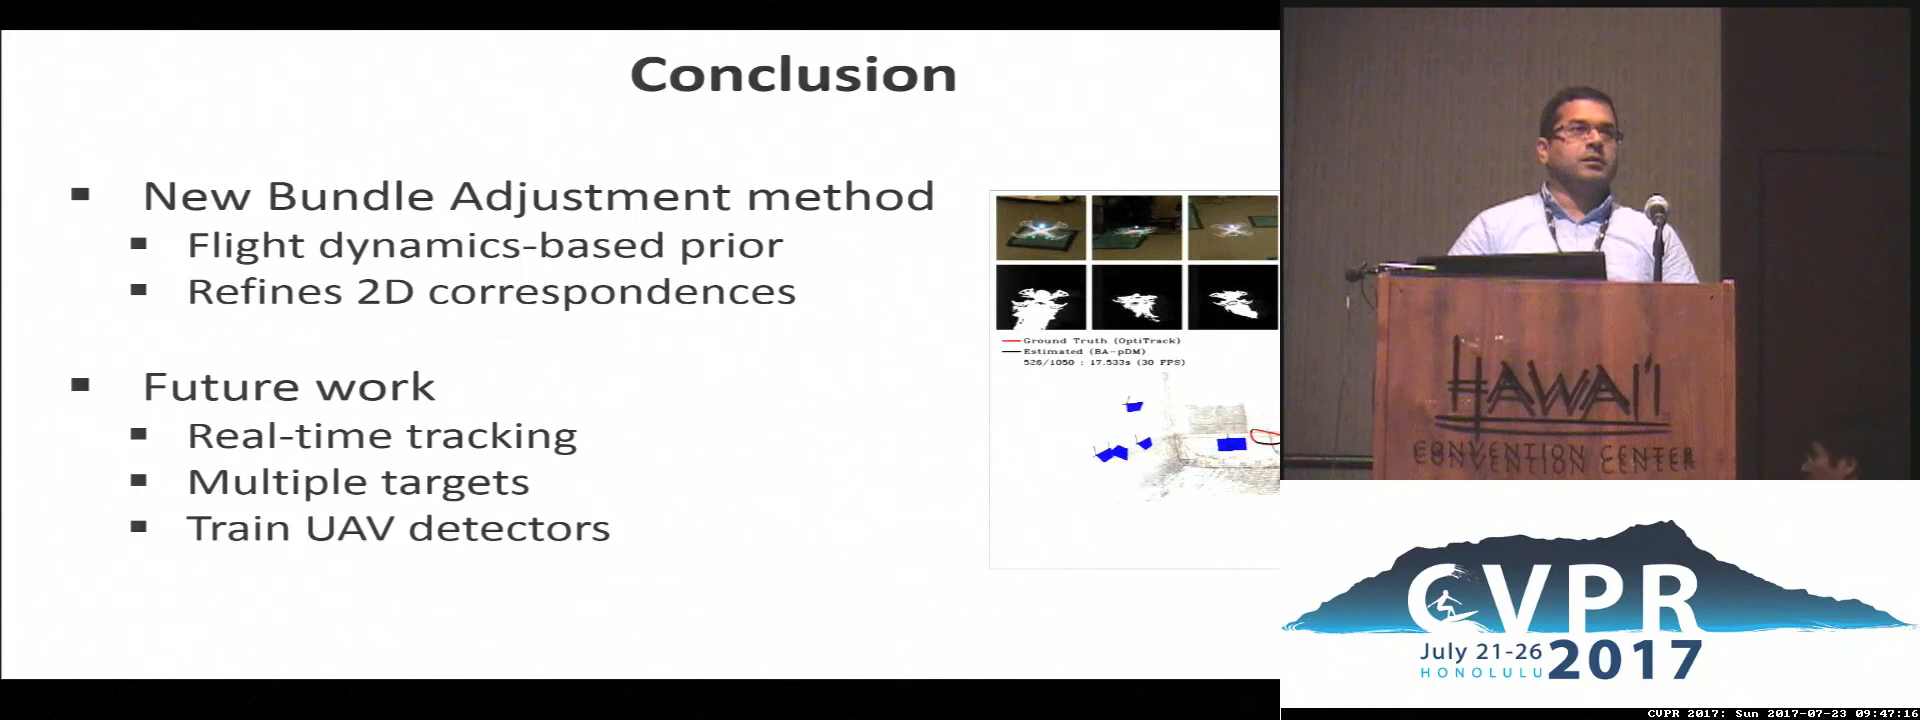 Conclusion
▪ New Bundle Adjustment method
▪ Flight dynamics-based prior
▪ Refines 2D correspondences
▪ Future work
▪ Real-time tracking
▪ Multiple targets
▪ Train UAV detectors
Ground Truth (OptiTrack)
Estimated (BA-pDM)
526/1050 : 17.533s (30 FPS)
HAWAI'I
CONVENTION CENTER
CVPR
July 21-26
HONOLULU
2017
CVPR 2017: Sun 2017-07-23 09:47:16